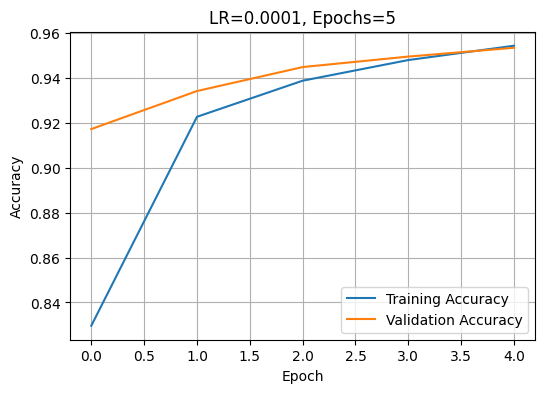 LR=0.0001, Epochs=5
Accuracy
0.96
0.94
0.92
0.90
0.88
0.86
0.84
Training Accuracy
Validation Accuracy
0.0 0.5 1.0 1.5 2.0 2.5 3.0 3.5 4.0
Epoch